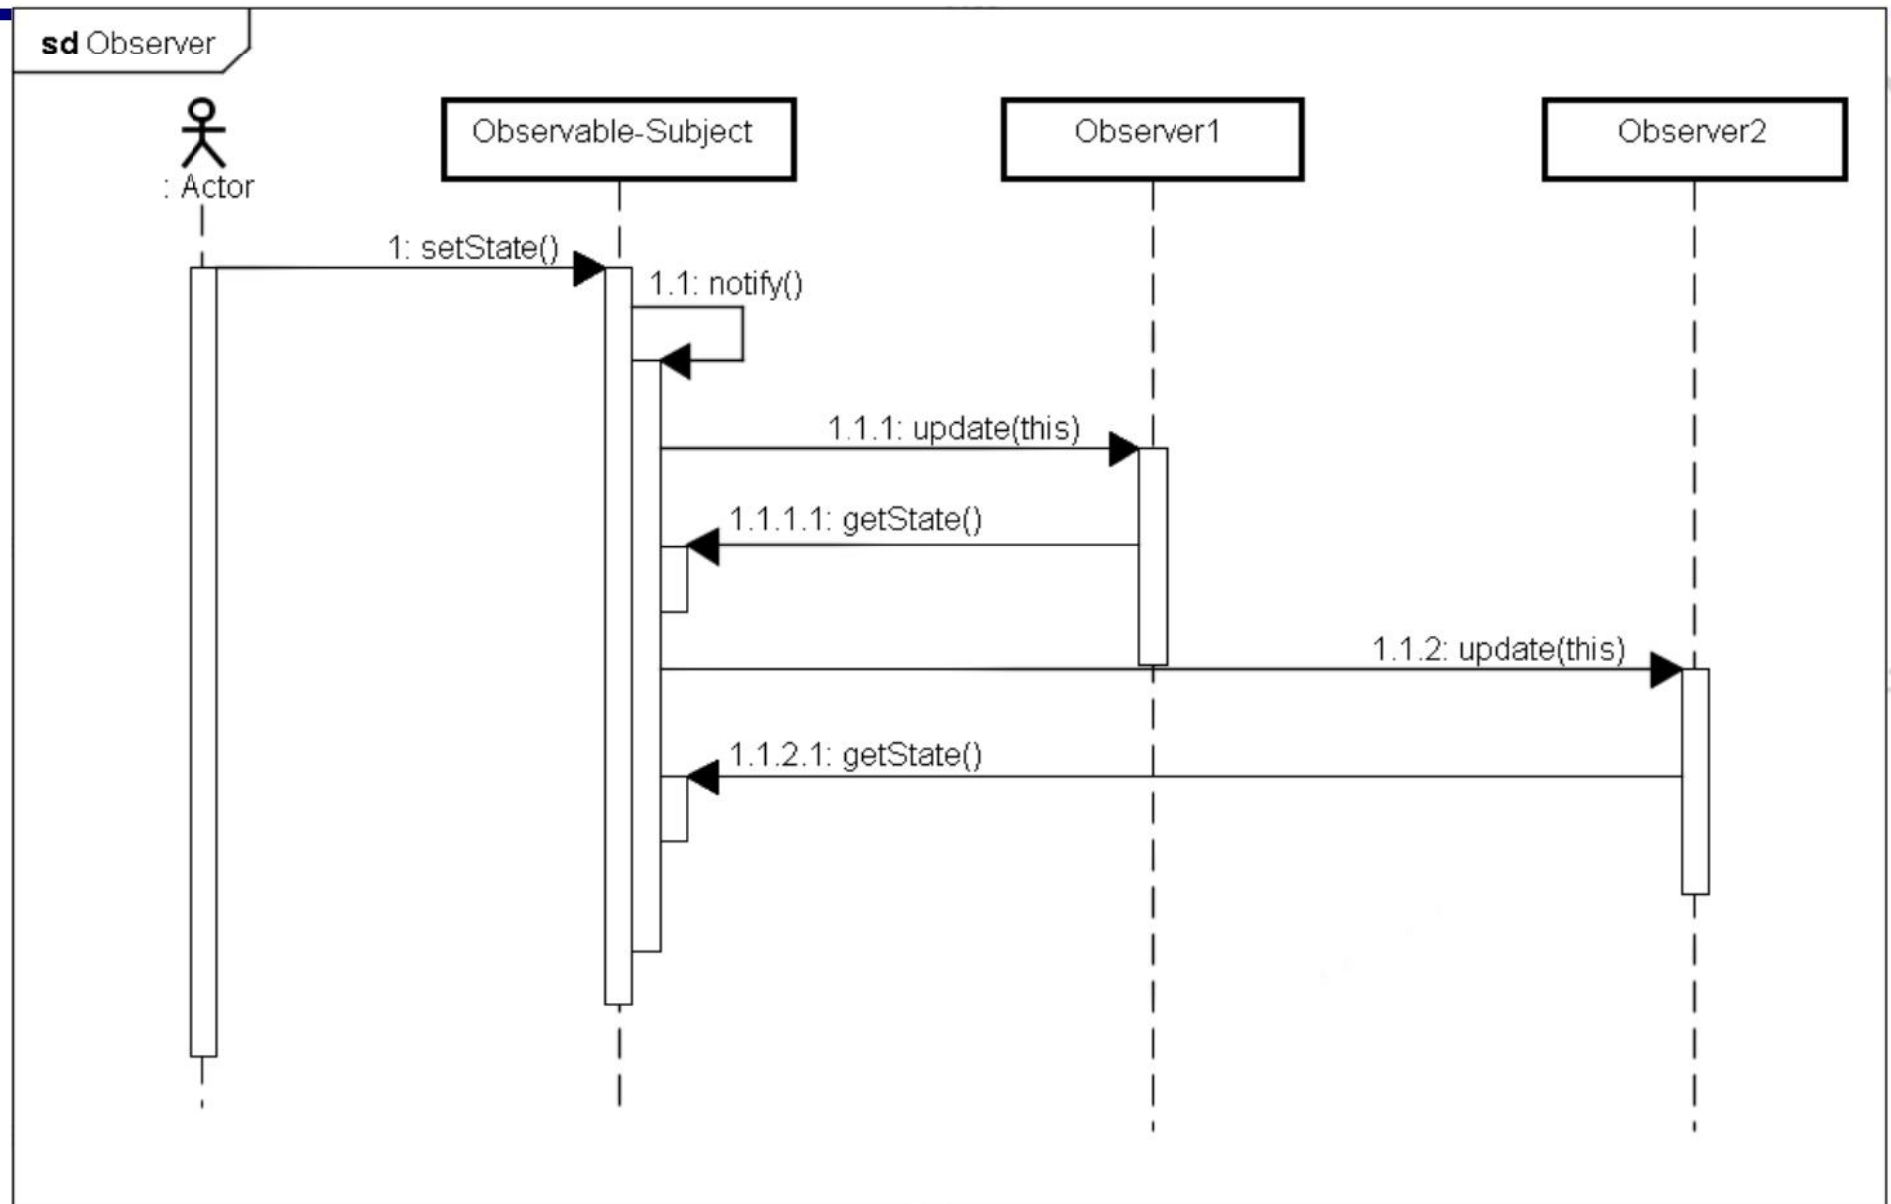 sd Observer
: Actor
Observable-Subject
Observer1
Observer2
1: setState()
1.1: notify()
1.1.1: update(this)
1.1.1.1: getState()
1.1.2: update(this)
1.1.2.1: getState()